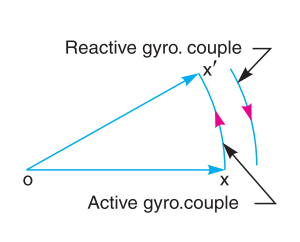 Reactive gyro. couple
x′
o
x
Active gyro.couple